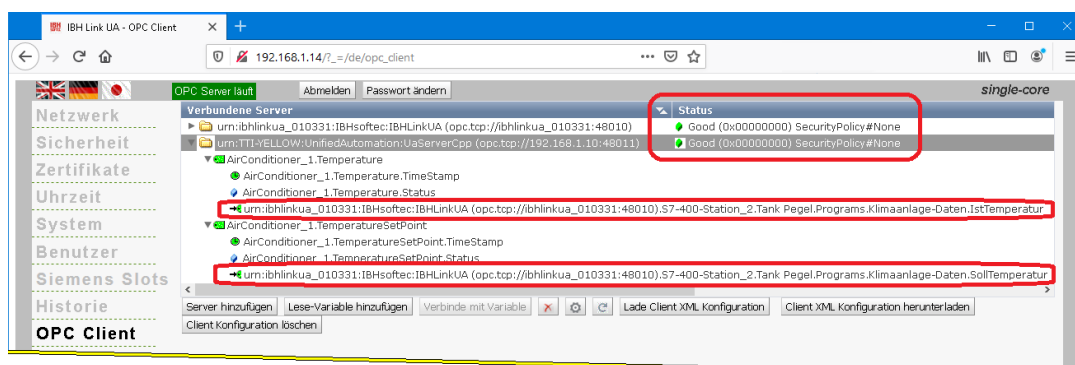 IBH Link UA - OPC Client
192.168.1.14/?_=/de/opc_client
OPC Server läuft Abmelden Passwort ändern single-core
Netzwerk
Sicherheit
Zertifikate
Uhrzeit
System
Benutzer
Siemens Slots
Historie
OPC Client
Verbundene Server Status
urn:ibhlinkua_010331:IBHsoftec:IBHLinkUA (opc.tcp://ibhlinkua_010331:48010) Good (0x00000000) SecurityPolicy#None
urn:TTI-YELLOW:UnifiedAutomation:UaServerCpp (opc.tcp://192.168.1.10:48011) Good (0x00000000) SecurityPolicy#None
AirConditioner_1.Temperature
AirConditioner_1.Temperature.TimeStamp
AirConditioner_1.Temperature.Status
urn:ibhlinkua_010331:IBHsoftec:IBHLinkUA (opc.tcp://ibhlinkua_010331:48010).S7-400-Station_2.Tank Pegel.Programs.Klimaanlage-Daten.IstTemperatur
AirConditioner_1.TemperatureSetPoint
AirConditioner_1.TemperatureSetPoint.TimeStamp
AirConditioner_1.TemperatureSetPoint.Status
urn:ibhlinkua_010331:IBHsoftec:IBHLinkUA (opc.tcp://ibhlinkua_010331:48010).S7-400-Station_2.Tank Pegel.Programs.Klimaanlage-Daten.SollTemperatur
Server hinzufügen Lese-Variable hinzufügen Verbinde mit Variable Lade Client XML Konfiguration Client XML Konfiguration herunterladen
Client Konfiguration löschen